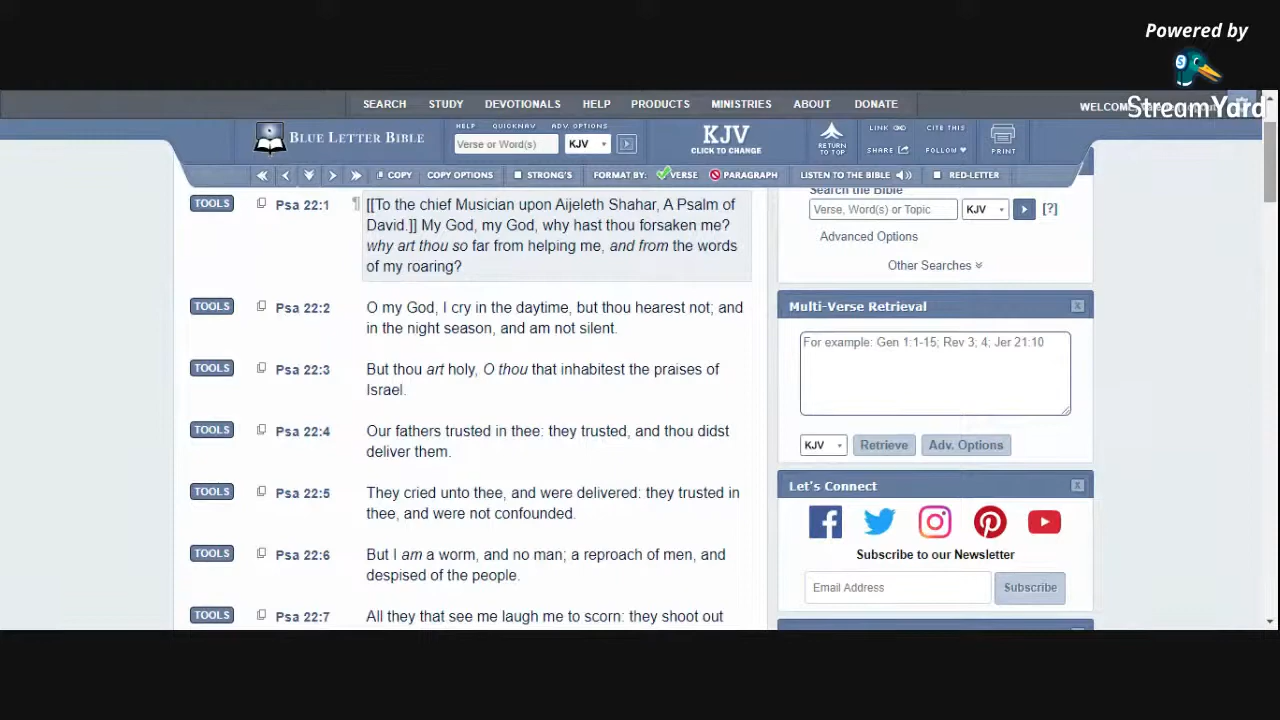 Powered by
StreamYard
SEARCH STUDY DEVOTIONALS HELP PRODUCTS MINISTRIES ABOUT DONATE
WELCOME,
BLUE LETTER BIBLE
HELP QUICKNAV ADV OPTIONS
Verse or Word(s) KJV
KJV
CLICK TO CHANGE
RETURN
TO TOP
LINK CITE THIS
SHARE FOLLOW
PRINT
COPY COPY OPTIONS STRONG'S FORMAT BY: VERSE PARAGRAPH LISTEN TO THE BIBLE RED-LETTER
TOOLS Psa 22:1 ¶ [[To the chief Musician upon Aijeleth Shahar, A Psalm of
David.]] My God, my God, why hast thou forsaken me?
why art thou so far from helping me, and from the words
of my roaring?
TOOLS Psa 22:2 O my God, I cry in the daytime, but thou hearest not; and
in the night season, and am not silent.
TOOLS Psa 22:3 But thou art holy, O thou that inhabitest the praises of
Israel.
TOOLS Psa 22:4 Our fathers trusted in thee: they trusted, and thou didst
deliver them.
TOOLS Psa 22:5 They cried unto thee, and were delivered: they trusted in
thee, and were not confounded.
TOOLS Psa 22:6 But I am a worm, and no man; a reproach of men, and
despised of the people.
TOOLS Psa 22:7 All they that see me laugh me to scorn: they shoot out
Search the Bible
Verse, Word(s) or Topic KJV [?]
Advanced Options
Other Searches
Multi-Verse Retrieval
For example: Gen 1:1-15; Rev 3; 4; Jer 21:10
KJV Retrieve Adv. Options
Let's Connect
Subscribe to our Newsletter
Email Address Subscribe